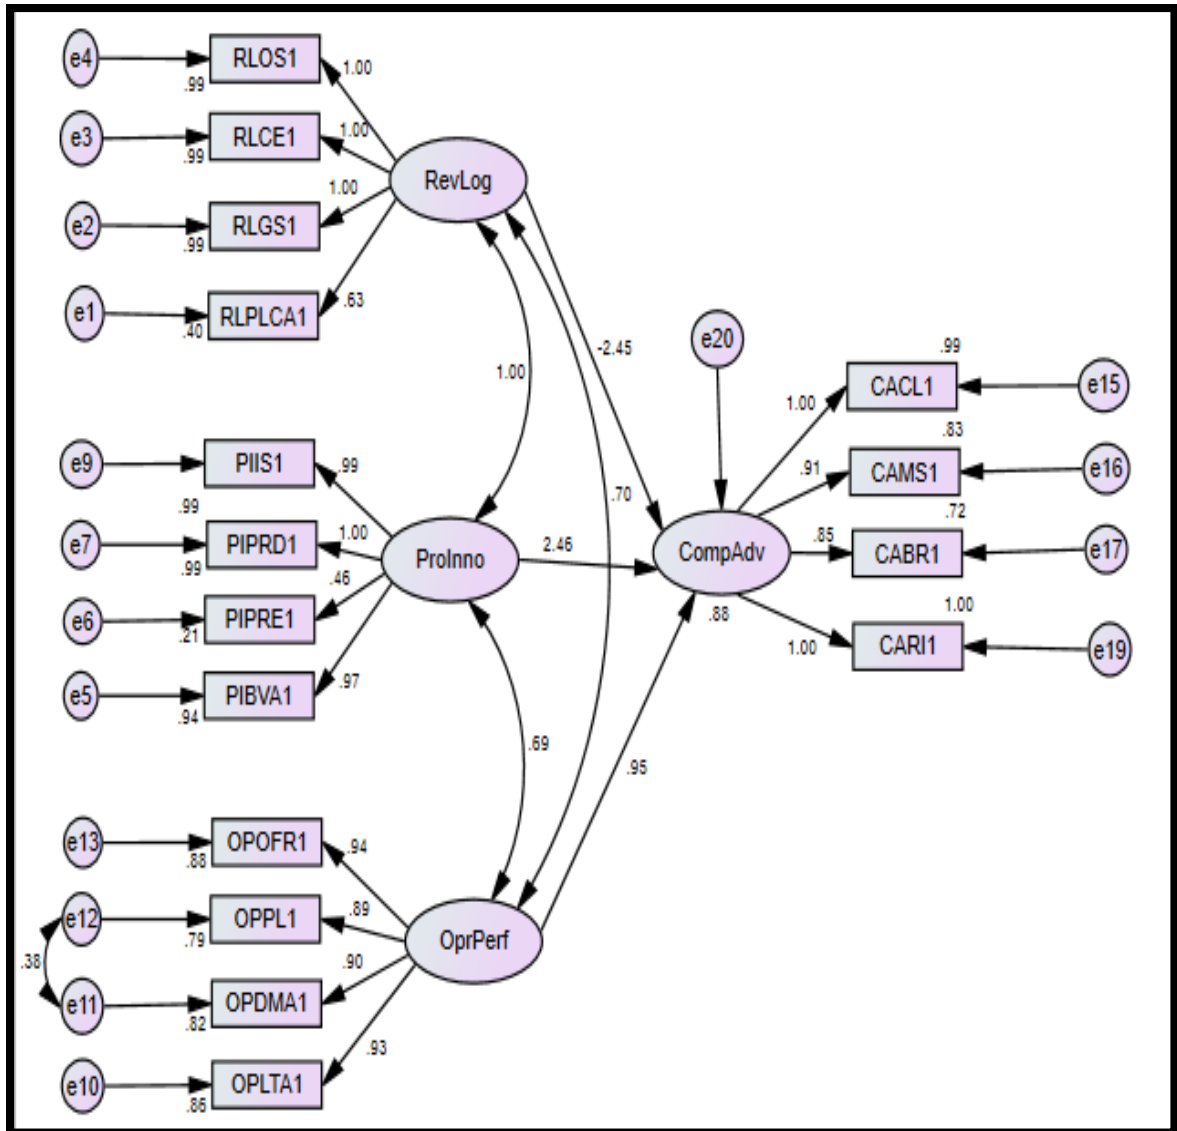 e4
RLOS1
.99
1.00
e3
RLCE1
.99
1.00
e2
RLGS1
.99
1.00
e1
RLPLCA1
.40
.63
RevLog
e9
PIIS1
.99
.99
e7
PIPRD1
.99
1.00
e6
PIPRE1
.21
.46
e5
PIBVA1
.94
.97
ProInno
e13
OPOFR1
.88
.94
e12
OPPL1
.79
.89
.38
e11
OPDMA1
.82
.90
e10
OPLTA1
.86
.93
OprPerf
1.00
.70
.69
-2.45
2.46
.95
e20
CompAdv
.88
1.00
CACL1
.99
e15
.91
CAMS1
.83
e16
.85
CABR1
.72
e17
1.00
CARI1
1.00
e19